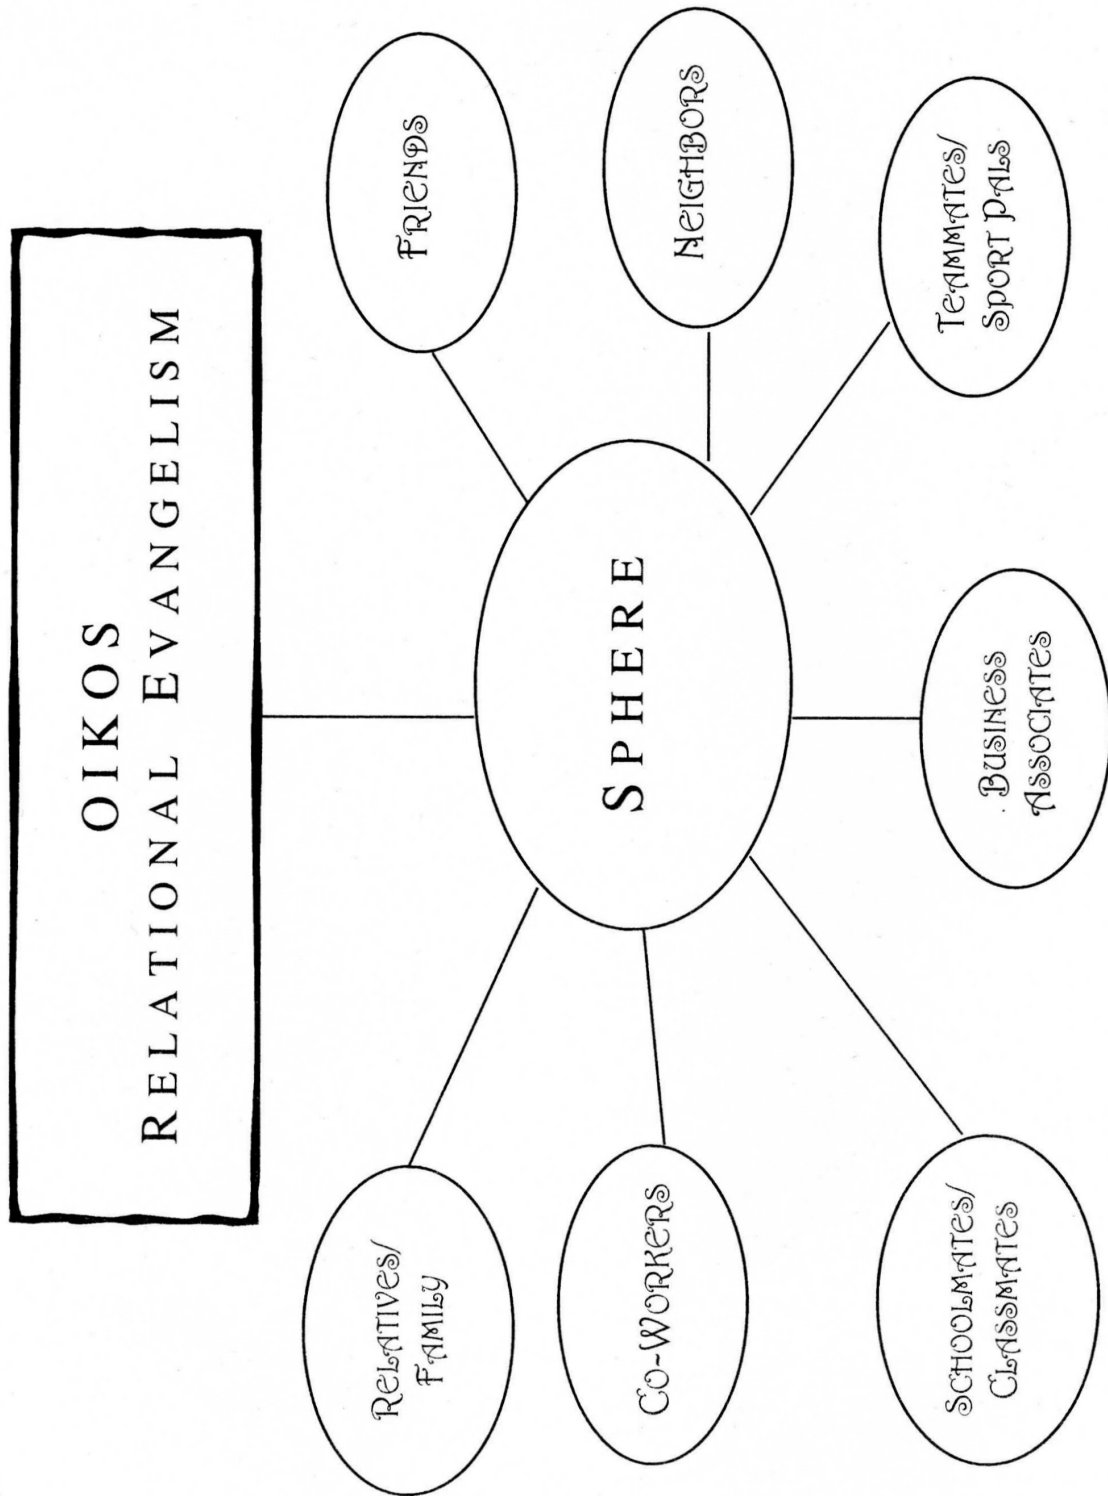 OIKOS
RELATIONAL EVANGELISM
RELATIVES/
FAMILY
FRIENDS
CO-WORKERS
SPHERE
NEIGHBORS
SCHOOLMATES/
CLASSMATES
BUSINESS
ASSOCIATES
TEAMMATES/
SPORT PALS